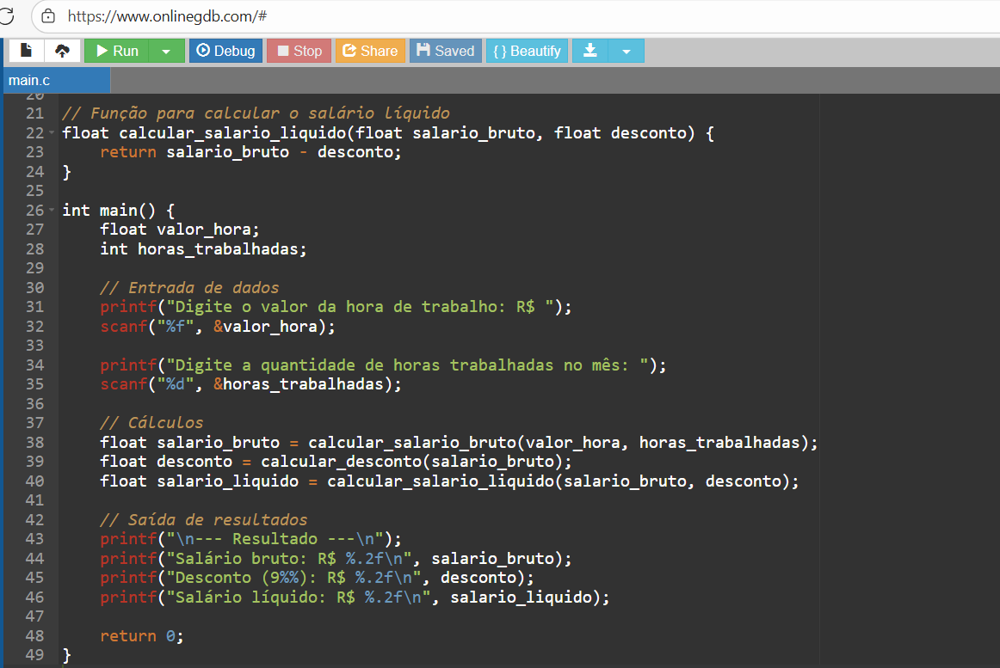 https://www.onlinegdb.com/#
Run Debug Stop Share Saved { } Beautify
main.c
20
21 // Função para calcular o salário líquido
22 float calcular_salario_liquido(float salario_bruto, float desconto) {
23     return salario_bruto - desconto;
24 }
25
26 int main() {
27     float valor_hora;
28     int horas_trabalhadas;
29
30     // Entrada de dados
31     printf("Digite o valor da hora de trabalho: R$ ");
32     scanf("%f", &valor_hora);
33
34     printf("Digite a quantidade de horas trabalhadas no mês: ");
35     scanf("%d", &horas_trabalhadas);
36
37     // Cálculos
38     float salario_bruto = calcular_salario_bruto(valor_hora, horas_trabalhadas);
39     float desconto = calcular_desconto(salario_bruto);
40     float salario_liquido = calcular_salario_liquido(salario_bruto, desconto);
41
42     // Saída de resultados
43     printf("\n--- Resultado ---\n");
44     printf("Salário bruto: R$ %.2f\n", salario_bruto);
45     printf("Desconto (9%%): R$ %.2f\n", desconto);
46     printf("Salário líquido: R$ %.2f\n", salario_liquido);
47
48     return 0;
49 }